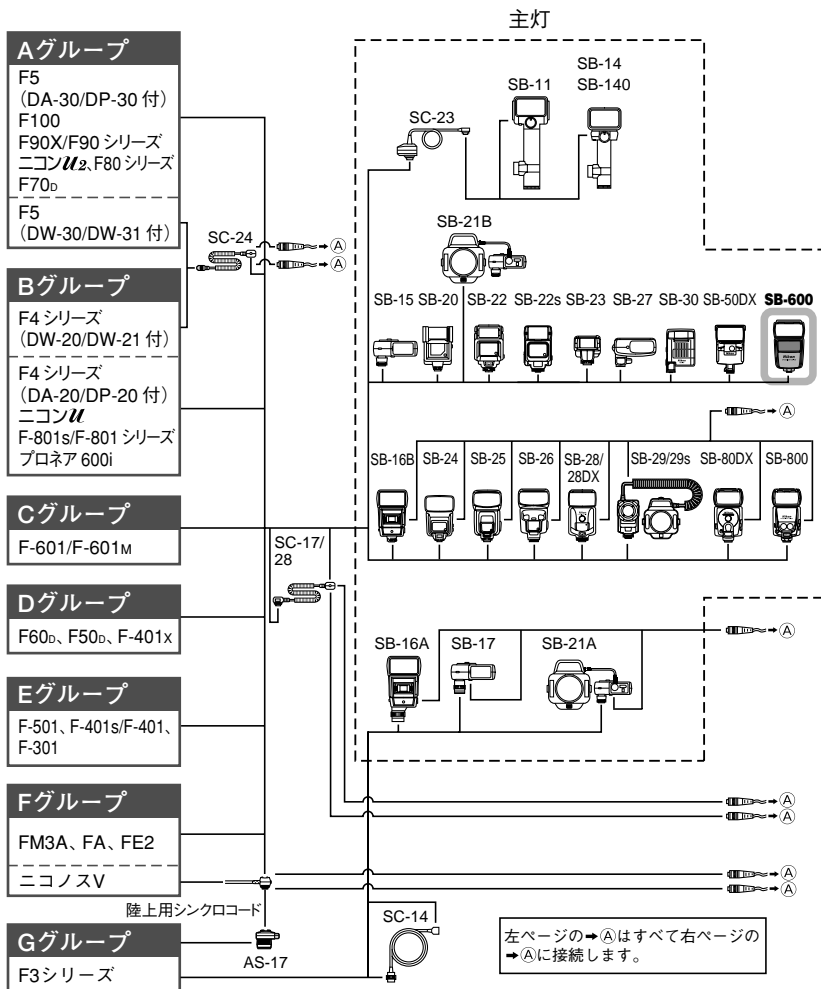 主灯
Aグループ
F5
（DA-30/DP-30 付）
F100
F90X/F90 シリーズ
ニコンu2、F80 シリーズ
F70D
F5
（DW-30/DW-31 付）
SC-24
Ⓐ
Ⓐ
Bグループ
F4 シリーズ
（DW-20/DW-21 付）
F4 シリーズ
（DA-20/DP-20 付）
ニコンu
F-801s/F-801 シリーズ
プロネア 600i
Cグループ
F-601/F-601M
Dグループ
F60D、F50D、F-401x
Eグループ
F-501、F-401s/F-401、
F-301
Fグループ
FM3A、FA、FE2
ニコノスV
陸上用シンクロコード
Gグループ
F3シリーズ
AS-17
SC-17/
28
SC-23
SB-11
SB-14
SB-140
SB-21B
SB-15 SB-20 SB-22 SB-22s SB-23 SB-27 SB-30 SB-50DX SB-600
Ⓐ
SB-16B SB-24 SB-25 SB-26 SB-28/
28DX
SB-29/29s SB-80DX SB-800
SB-16A SB-17 SB-21A
Ⓐ
Ⓐ
Ⓐ
Ⓐ
Ⓐ
SC-14
左ページの➡Ⓐはすべて右ページの
➡Ⓐに接続します。